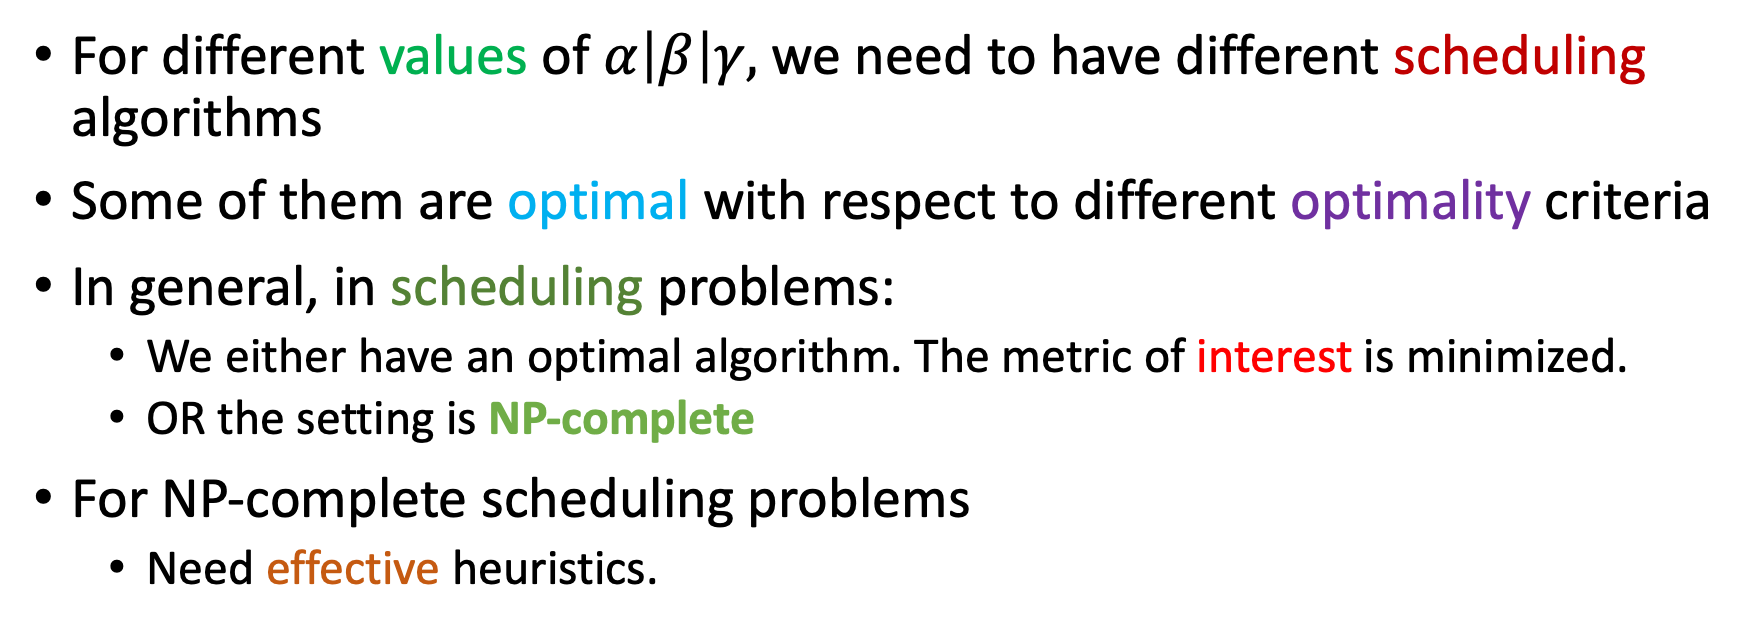 • For different values of α|β|γ, we need to have different scheduling
algorithms
• Some of them are optimal with respect to different optimality criteria
• In general, in scheduling problems:
• We either have an optimal algorithm. The metric of interest is minimized.
• OR the setting is NP-complete
• For NP-complete scheduling problems
• Need effective heuristics.